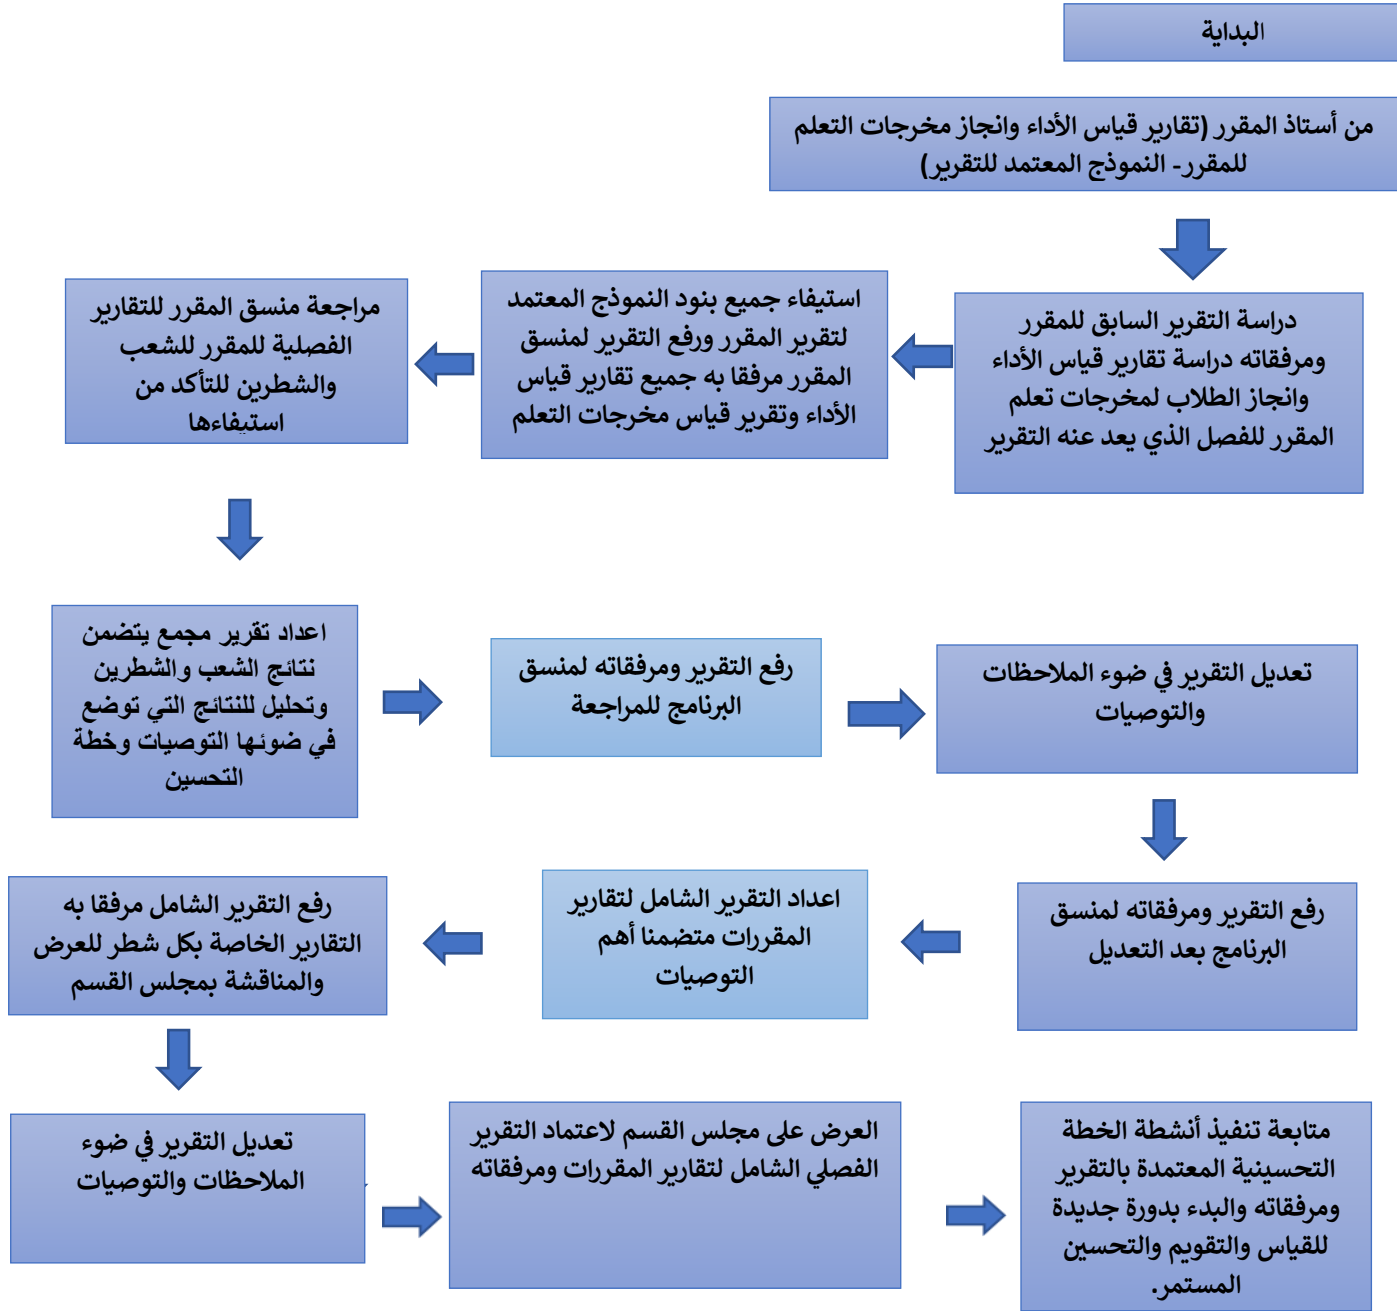 البداية
من أستاذ المقرر (تقارير قياس الأداء وانجاز مخرجات التعلم
للمقرر- النموذج المعتمد للتقرير)
دراسة التقرير السابق للمقرر
ومرفقاته دراسة تقارير قياس الأداء
وانجاز الطلاب لمخرجات تعلم
المقرر للفصل الذي يعد عنه التقرير
استيفاء جميع بنود النموذج المعتمد
لتقرير المقرر ورفع التقرير لمنسق
المقرر مرفقا به جميع تقارير قياس
الأداء وتقرير قياس مخرجات التعلم
مراجعة منسق المقرر للتقارير
الفصلية للمقرر للشعب
والشطرين للتأكد من
استيفاءها
اعداد تقرير مجمع يتضمن
نتائج الشعب والشطرين
وتحليل للنتائج التي توضع
في ضوئها التوصيات وخطة
التحسين
رفع التقرير ومرفقاته لمنسق
البرنامج للمراجعة
تعديل التقرير في ضوء الملاحظات
والتوصيات
رفع التقرير ومرفقاته لمنسق
البرنامج بعد التعديل
اعداد التقرير الشامل لتقارير
المقررات متضمنا أهم
التوصيات
رفع التقرير الشامل مرفقا به
التقارير الخاصة بكل شطر للعرض
والمناقشة بمجلس القسم
تعديل التقرير في ضوء
الملاحظات والتوصيات
العرض على مجلس القسم لاعتماد التقرير
الفصلي الشامل لتقارير المقررات ومرفقاته
متابعة تنفيذ أنشطة الخطة
التحسينية المعتمدة بالتقرير
ومرفقاته والبدء بدورة جديدة
للقياس والتقويم والتحسين
المستمر.